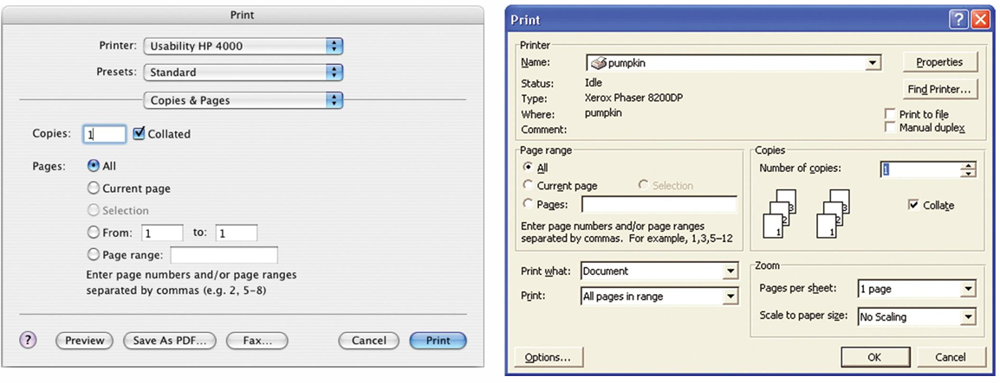 Print
Printer: Usability HP 4000
Presets: Standard
Copies & Pages
Copies: 1 Collated
Pages: All
Current page
Selection
From: 1 to: 1
Page range:
Enter page numbers and/or page ranges
separated by commas (e.g. 2, 5-8)
? Preview Save As PDF... Fax... Cancel Print
Print ?
Printer
Name: pumpkin Properties
Status: Idle
Type: Xerox Phaser 8200DP Find Printer...
Where: pumpkin Print to file
Comment: Manual duplex
Page range
All
Current page Selection
Pages:
Enter page numbers and/or page ranges
separated by commas. For example, 1,3,5-12
Copies
Number of copies: 1
3 3
2 2
1 1
Collate
Print what: Document
Print: All pages in range
Zoom
Pages per sheet: 1 page
Scale to paper size: No Scaling
Options... OK Cancel